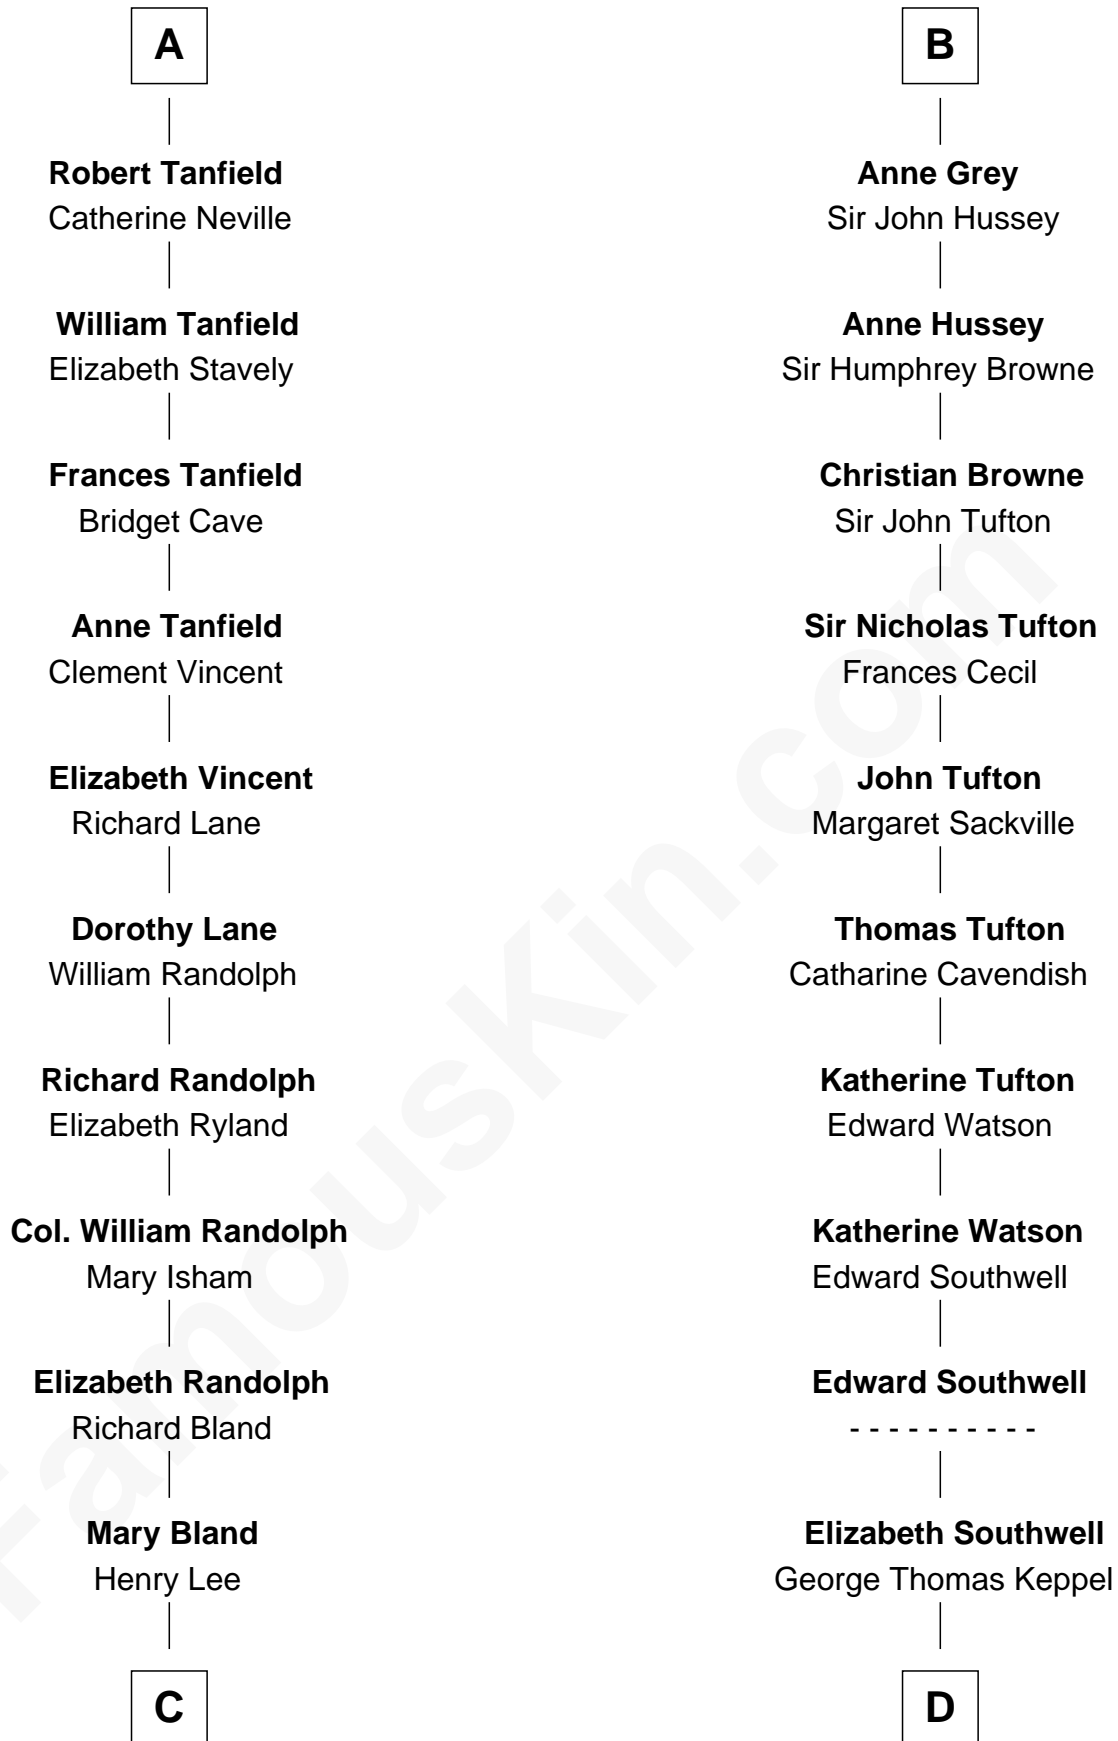 A
Robert Tanfield
Catherine Neville
William Tanfield
Elizabeth Stavely
Frances Tanfield
Bridget Cave
Anne Tanfield
Clement Vincent
Elizabeth Vincent
Richard Lane
Dorothy Lane
William Randolph
Richard Randolph
Elizabeth Ryland
Col. William Randolph
Mary Isham
Elizabeth Randolph
Richard Bland
Mary Bland
Henry Lee
C
B
Anne Grey
Sir John Hussey
Anne Hussey
Sir Humphrey Browne
Christian Browne
Sir John Tufton
Sir Nicholas Tufton
Frances Cecil
John Tufton
Margaret Sackville
Thomas Tufton
Catharine Cavendish
Katherine Tufton
Edward Watson
Katherine Watson
Edward Southwell
Edward Southwell
- - - - - - - - - -
Elizabeth Southwell
George Thomas Keppel
D
FamousKin.com